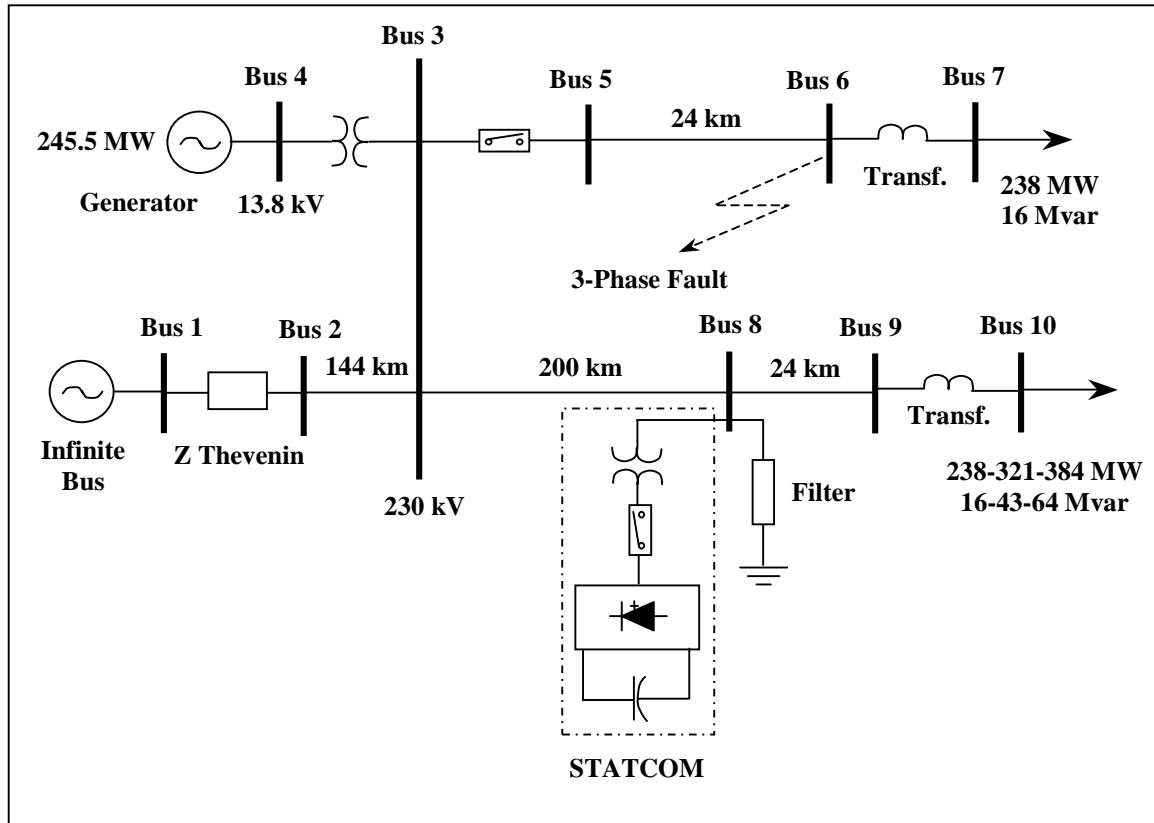 Bus 3
Bus 4
Bus 5
Bus 6
Bus 7
245.5 MW
24 km
Generator
13.8 kV
Transf.
238 MW
16 Mvar
3-Phase Fault
Bus 1
Bus 2
Bus 8
Bus 9
Bus 10
144 km
200 km
24 km
Infinite
Bus
Z Thevenin
Transf.
230 kV
Filter
238-321-384 MW
16-43-64 Mvar
+
STATCOM